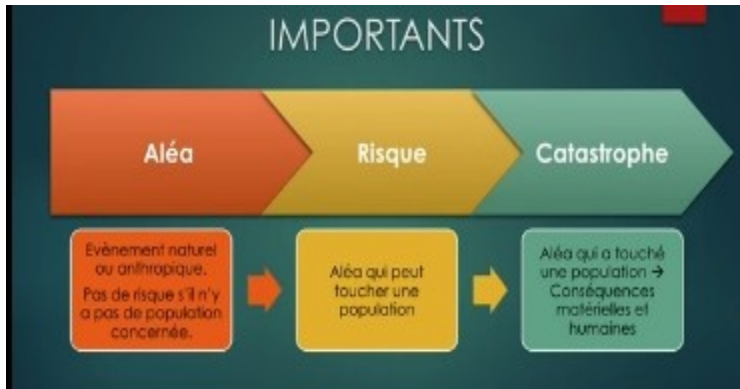 IMPORTANTS
Aléa
Risque
Catastrophe
Evènement naturel
ou anthropique.
Pas de risque s'il n'y
a pas de population
concernée.
Aléa qui peut
toucher une
population
Aléa qui a touché
une population →
Conséquences
matérielles et
humaines